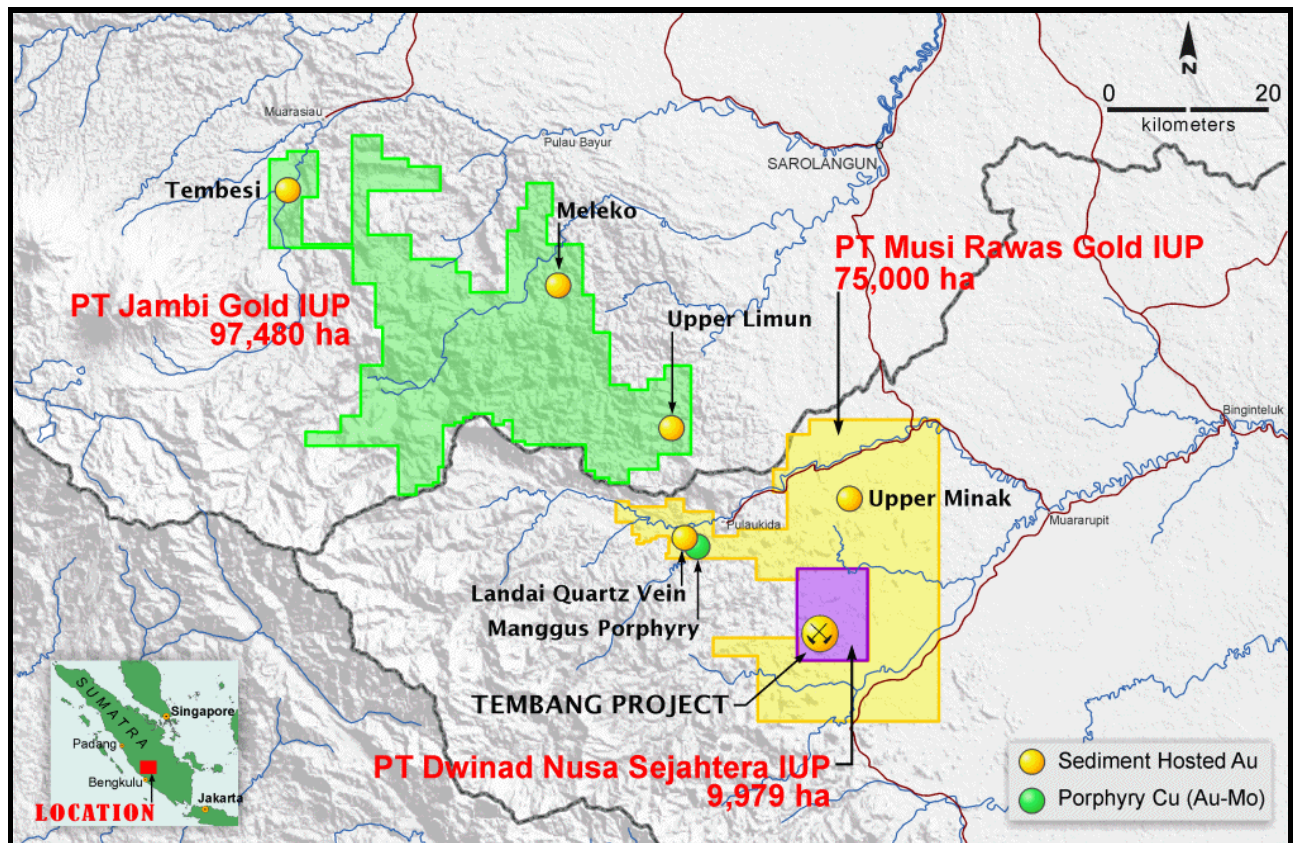 N
0 20
kilometers
Muarasiau
Pulau Bayur
SAROLANGUN
Tembesi
Meleko
PT Musi Rawas Gold IUP
75,000 ha
PT Jambi Gold IUP
97,480 ha
Upper Limun
Binginteluk
Upper Minak
Pulaukida
Muararupit
Landai Quartz Vein
Manggus Porphyry
TEMBANG PROJECT
PT Dwinad Nusa Sejahtera IUP
9,979 ha
SUMATRA
Singapore
Padang
Bengkulu
Jakarta
LOCATION
Sediment Hosted Au
Porphyry Cu (Au-Mo)